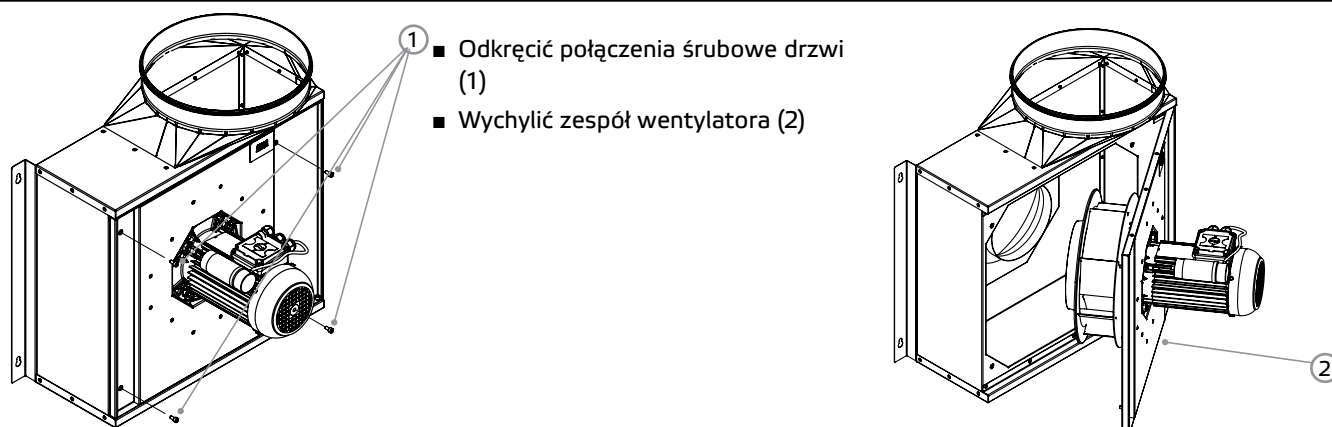 1
■ Odkręcić połączenia śrubowe drzwi
(1)
■ Wychylić zespół wentylatora (2)
2